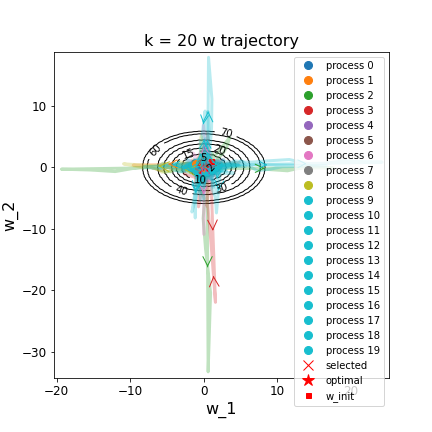 k = 20 w trajectory
w_2
10
0
−10
−20
−30
−20
−10
0
10
20
w_1
70
60
20
15
5
2
10
40
30
process 0
process 1
process 2
process 3
process 4
process 5
process 6
process 7
process 8
process 9
process 10
process 11
process 12
process 13
process 14
process 15
process 16
process 17
process 18
process 19
selected
optimal
w_init